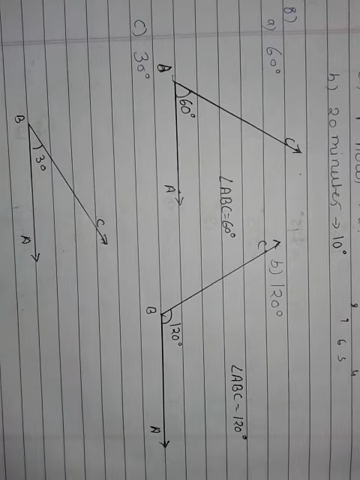 h) 20 minutes → 10°
8)
a) 60°
b) 120°
C
C
60°
∠ABC=60°
∠ABC=120°
B
A
120°
B
A
c) 30°
C
B
30
A